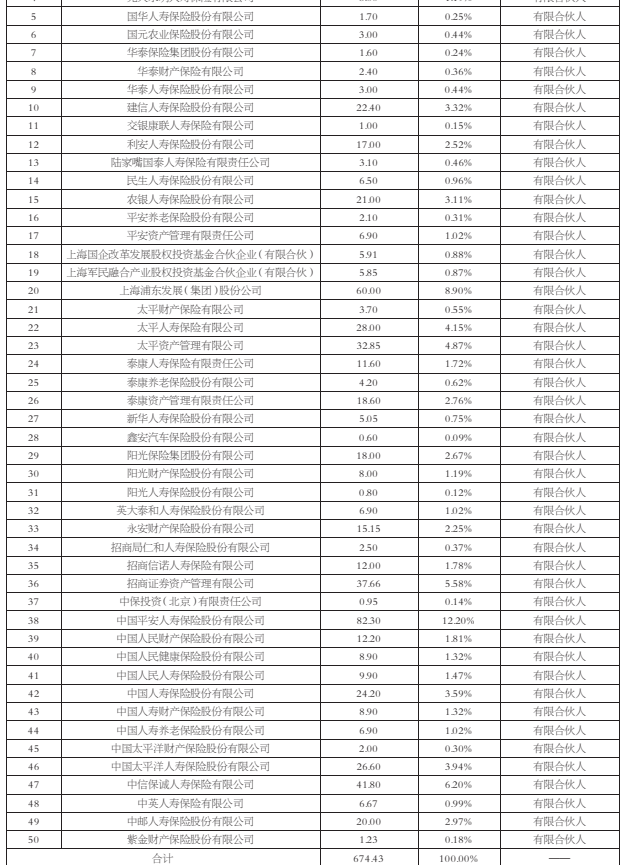 5 国华人寿保险股份有限公司 1.70 0.25% 有限合伙人
6 国元农业保险股份有限公司 3.00 0.44% 有限合伙人
7 华泰保险集团股份有限公司 1.60 0.24% 有限合伙人
8 华泰财产保险有限公司 2.40 0.36% 有限合伙人
9 华泰人寿保险股份有限公司 3.00 0.44% 有限合伙人
10 建信人寿保险股份有限公司 22.40 3.32% 有限合伙人
11 交银康联人寿保险有限公司 1.00 0.15% 有限合伙人
12 利安人寿保险股份有限公司 17.00 2.52% 有限合伙人
13 陆家嘴国泰人寿保险有限责任公司 3.10 0.46% 有限合伙人
14 民生人寿保险股份有限公司 6.50 0.96% 有限合伙人
15 农银人寿保险股份有限公司 21.00 3.11% 有限合伙人
16 平安养老保险股份有限公司 2.10 0.31% 有限合伙人
17 平安资产管理有限责任公司 6.90 1.02% 有限合伙人
18 上海国企改革发展股权投资基金合伙企业(有限合伙) 5.91 0.88% 有限合伙人
19 上海军民融合产业股权投资基金合伙企业(有限合伙) 5.85 0.87% 有限合伙人
20 上海浦东发展(集团)股份公司 60.00 8.90% 有限合伙人
21 太平财产保险有限公司 3.70 0.55% 有限合伙人
22 太平人寿保险有限公司 28.00 4.15% 有限合伙人
23 太平资产管理有限公司 32.85 4.87% 有限合伙人
24 泰康人寿保险有限责任公司 11.60 1.72% 有限合伙人
25 泰康养老保险股份有限公司 4.20 0.62% 有限合伙人
26 泰康资产管理有限责任公司 18.60 2.76% 有限合伙人
27 新华人寿保险股份有限公司 5.05 0.75% 有限合伙人
28 鑫安汽车保险股份有限公司 0.60 0.09% 有限合伙人
29 阳光保险集团股份有限公司 18.00 2.67% 有限合伙人
30 阳光财产保险股份有限公司 8.00 1.19% 有限合伙人
31 阳光人寿保险股份有限公司 0.80 0.12% 有限合伙人
32 英大泰和人寿保险股份有限公司 6.90 1.02% 有限合伙人
33 永安财产保险股份有限公司 15.15 2.25% 有限合伙人
34 招商局仁和人寿保险股份有限公司 2.50 0.37% 有限合伙人
35 招商信诺人寿保险有限公司 12.00 1.78% 有限合伙人
36 招商证券资产管理有限公司 37.66 5.58% 有限合伙人
37 中保投资(北京)有限责任公司 0.95 0.14% 有限合伙人
38 中国平安人寿保险股份有限公司 82.30 12.20% 有限合伙人
39 中国人民财产保险股份有限公司 12.20 1.81% 有限合伙人
40 中国人民健康保险股份有限公司 8.90 1.32% 有限合伙人
41 中国人民人寿保险股份有限公司 9.90 1.47% 有限合伙人
42 中国人寿保险股份有限公司 24.20 3.59% 有限合伙人
43 中国人寿财产保险股份有限公司 8.90 1.32% 有限合伙人
44 中国人寿养老保险股份有限公司 6.90 1.02% 有限合伙人
45 中国太平洋财产保险股份有限公司 2.00 0.30% 有限合伙人
46 中国太平洋人寿保险股份有限公司 26.60 3.94% 有限合伙人
47 中信保诚人寿保险有限公司 41.80 6.20% 有限合伙人
48 中英人寿保险有限公司 6.67 0.99% 有限合伙人
49 中邮人寿保险股份有限公司 20.00 2.97% 有限合伙人
50 紫金财产保险股份有限公司 1.23 0.18% 有限合伙人
合计 674.43 100.00% ——